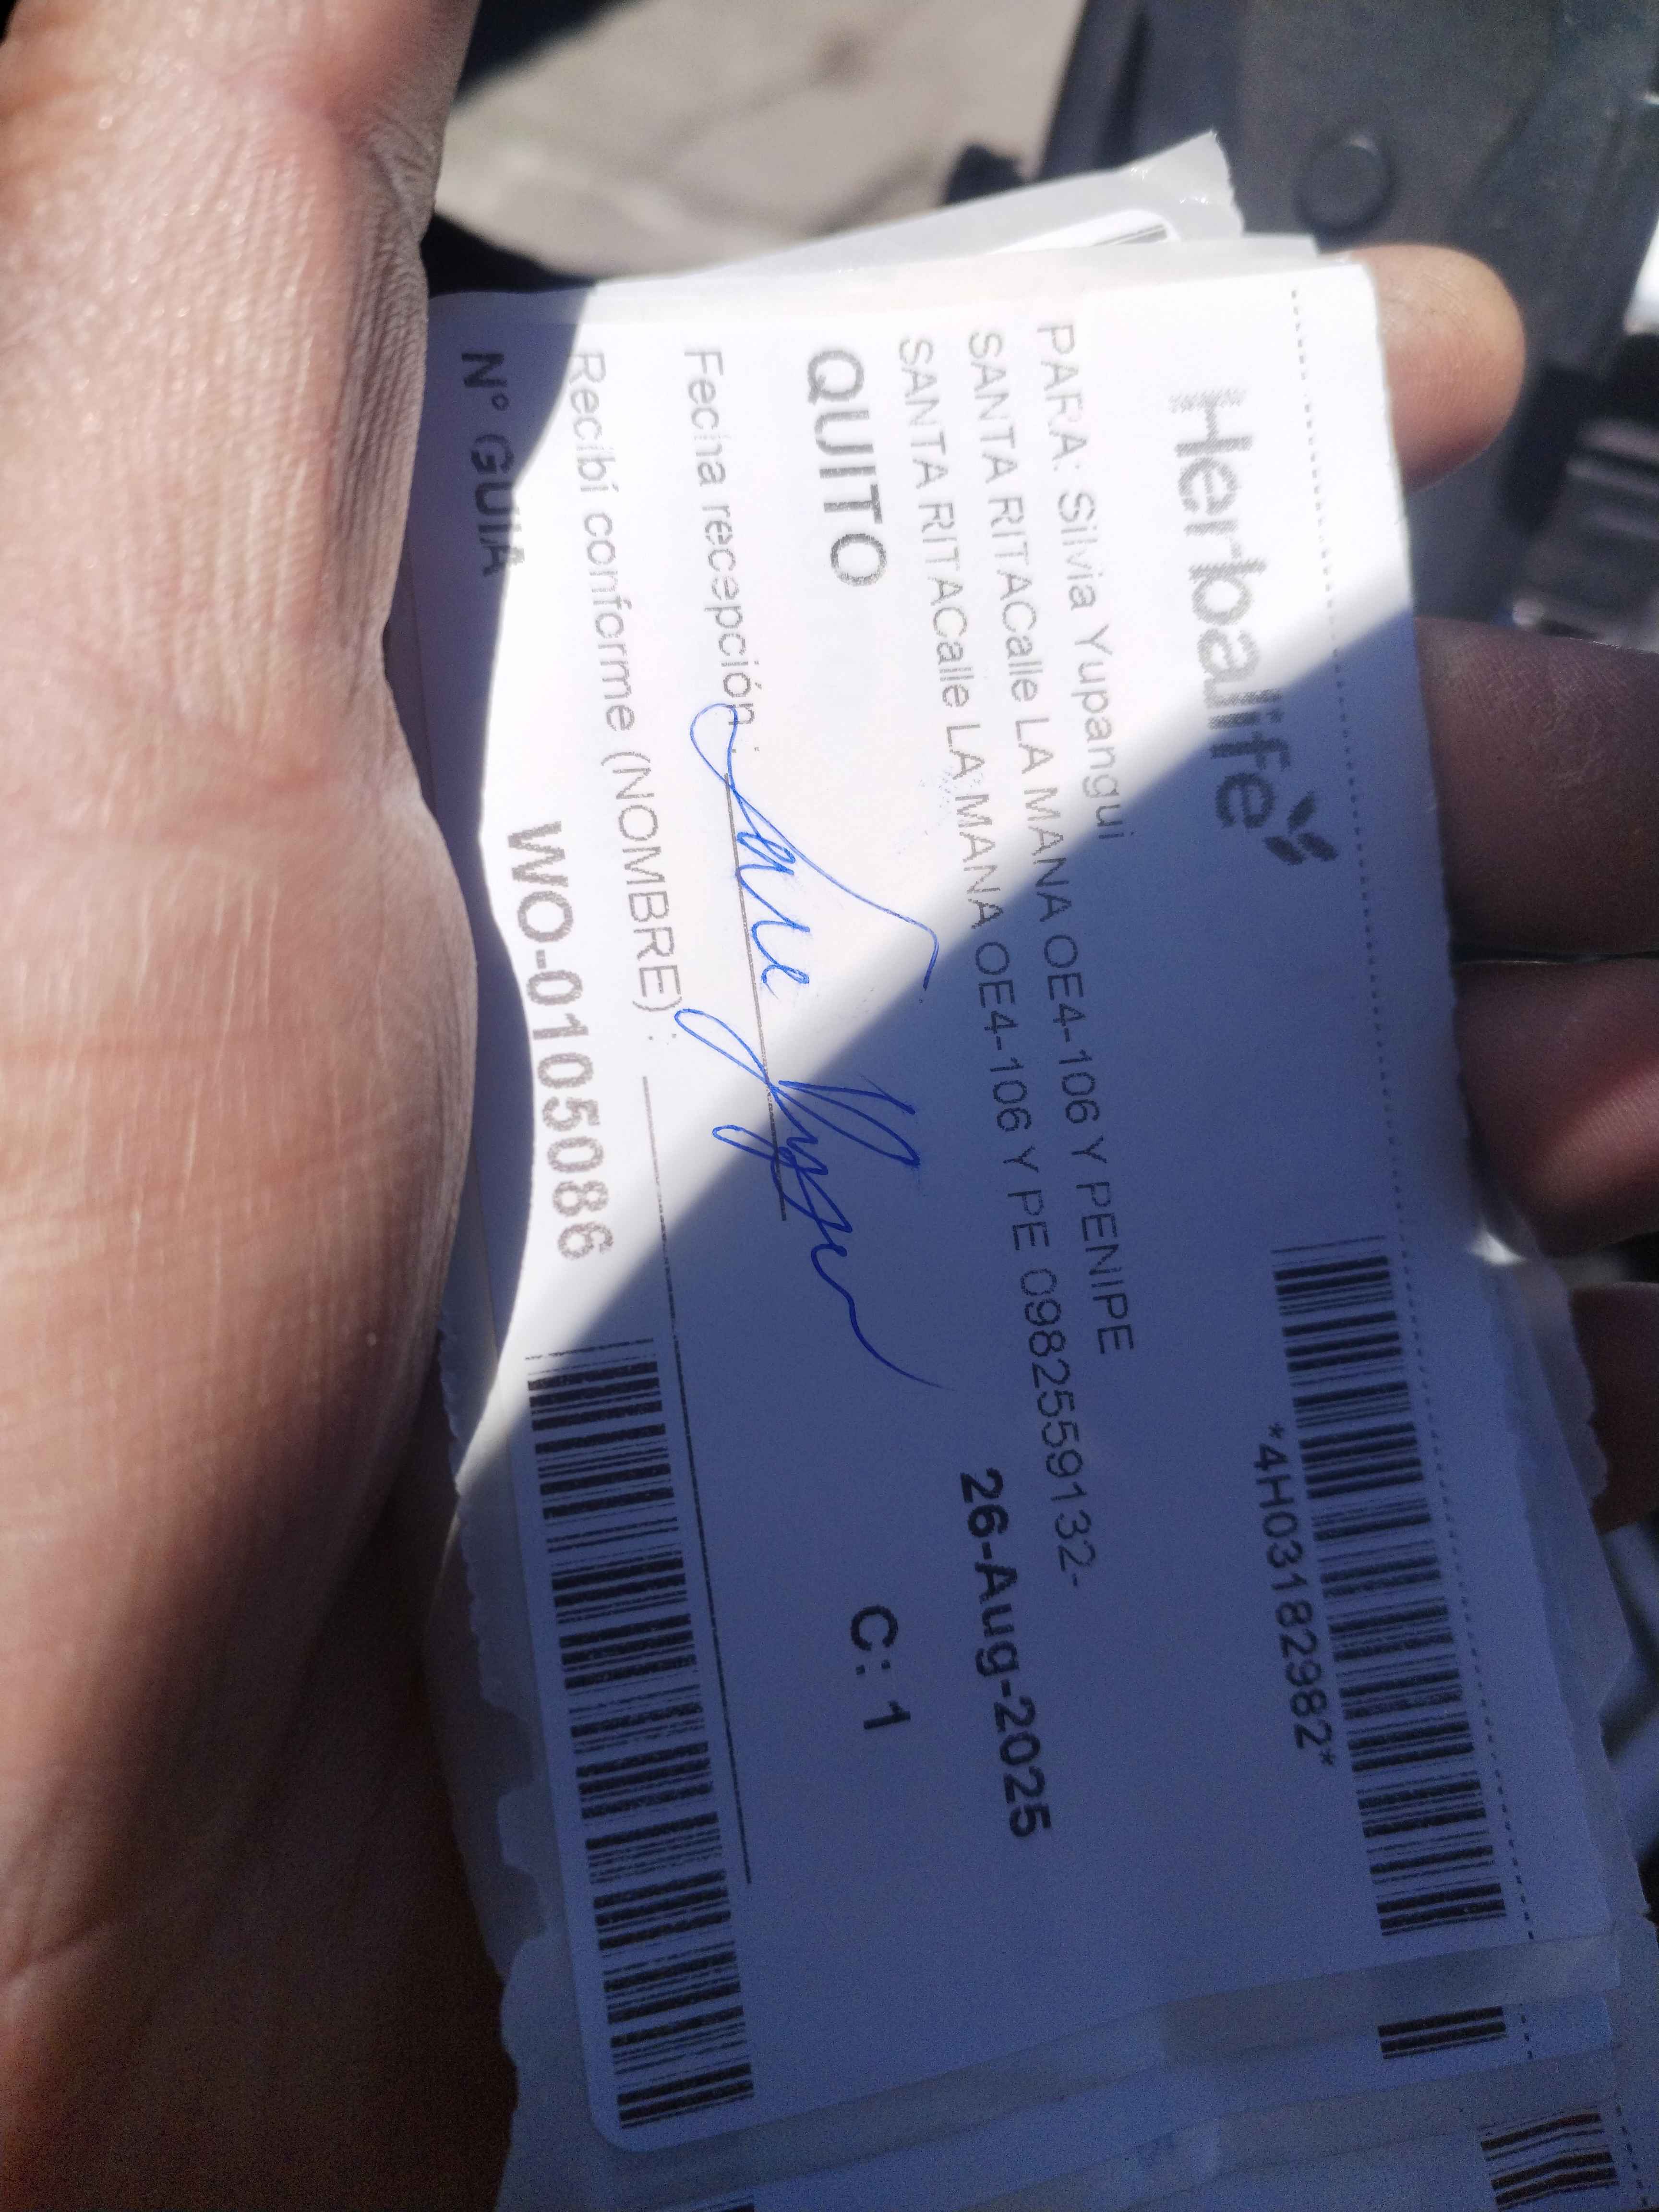 Herbalife
*4H03182982*
PARA: Silvia Yupangui
SANTA RITACalle LA MANA OE4-106 Y PENIPE
SANTA RITACalle LA MANA OE4-106 Y PE 0982559132-
26-Aug-2025
QUITO
C: 1
Fecha recepción :
Recibí conforme (NOMBRE) :
N° GUIA WO-0105086